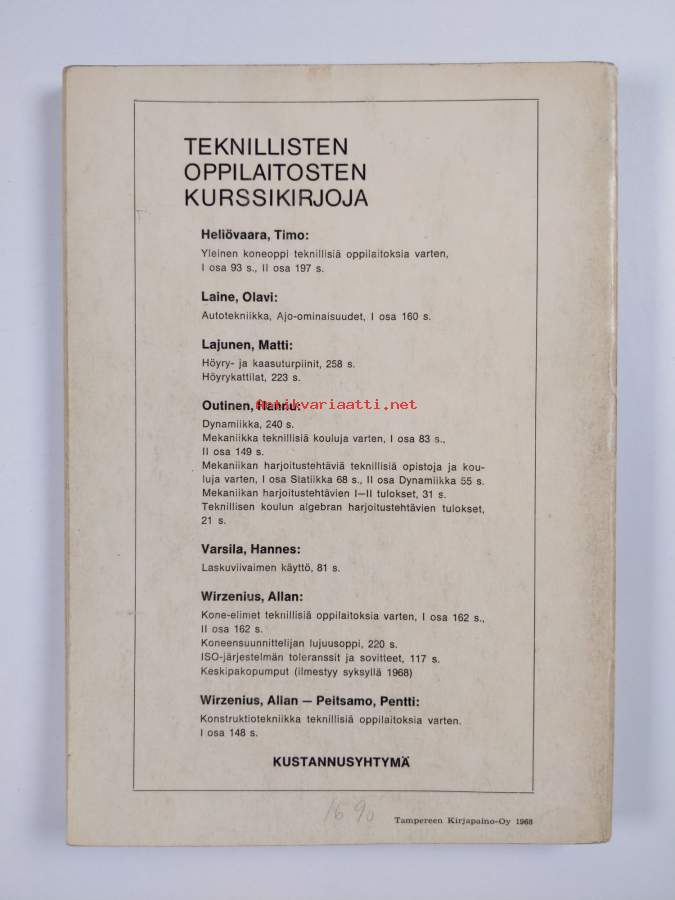 TEKNILLISTEN
OPPILAITOSTEN
KURSSIKIRJOJA
Heliövaara, Timo:
Yleinen koneoppi teknillisiä oppilaitoksia varten,
I osa 93 s., II osa 197 s.
Laine, Olavi:
Autotekniikka, Ajo-ominaisuudet, I osa 160 s.
Lajunen, Matti:
Höyry- ja kaasuturpiinit, 258 s.
Höyrykattilat, 223 s.
Outinen, Hannu:
Antikvariaatti.net
Dynamiikka, 240 s.
Mekaniikka teknillisiä kouluja varten, I osa 83 s.,
II osa 149 s.
Mekaniikan harjoitustehtäviä teknillisiä opistoja ja kou-
luja varten, I osa Statiikka 68 s., II osa Dynamiikka 55 s.
Mekaniikan harjoitustehtävien I—II tulokset, 31 s.
Teknillisen koulun algebran harjoitustehtävien tulokset,
21 s.
Varsila, Hannes:
Laskuviivaimen käyttö, 81 s.
Wirzenius, Allan:
Kone-elimet teknillisiä oppilaitoksia varten, I osa 162 s.,
II osa 162 s.
Koneensuunnittelijan lujuusoppi, 220 s.
ISO-järjestelmän toleranssit ja sovitteet, 117 s.
Keskipakopumput (ilmestyy syksyllä 1968)
Wirzenius, Allan — Peitsamo, Pentti:
Konstruktiotekniikka teknillisiä oppilaitoksia varten.
I osa 148 s.
KUSTANNUSYHTYMÄ
16 90
Tampereen Kirjapaino-Oy 1968